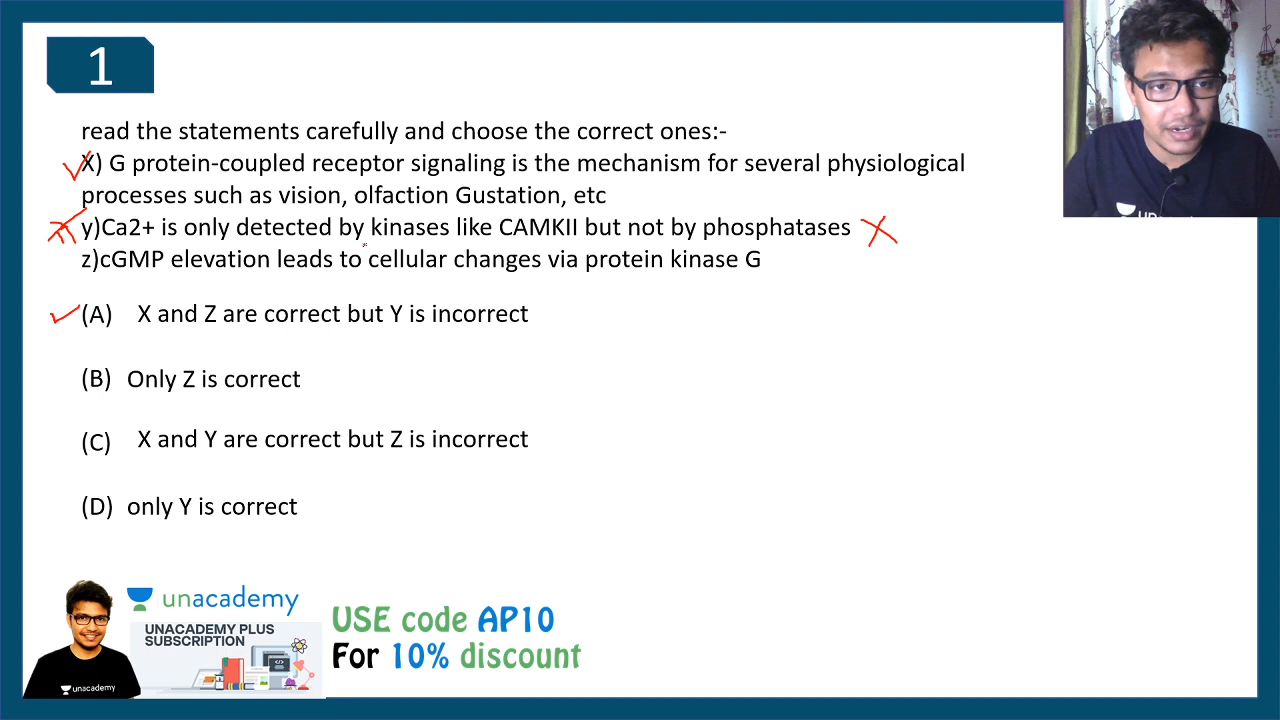 1
read the statements carefully and choose the correct ones:-
X) G protein-coupled receptor signaling is the mechanism for several physiological
processes such as vision, olfaction Gustation, etc
y)Ca2+ is only detected by kinases like CAMKII but not by phosphatases
z)cGMP elevation leads to cellular changes via protein kinase G
(A) X and Z are correct but Y is incorrect
(B) Only Z is correct
(C) X and Y are correct but Z is incorrect
(D) only Y is correct
unacademy
UNACADEMY PLUS
SUBSCRIPTION
USE code AP10
For 10% discount
unacademy